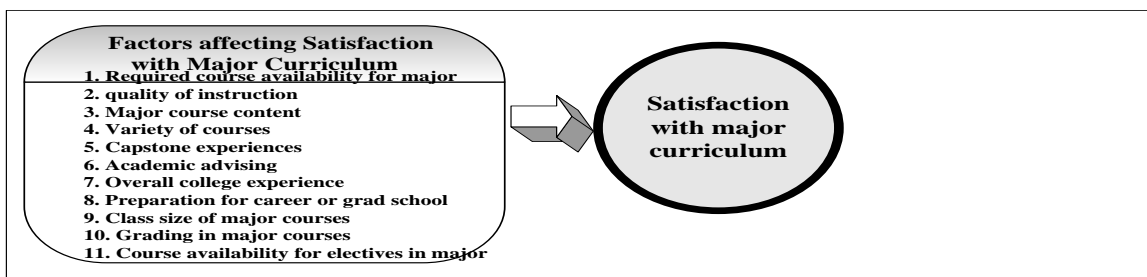 Factors affecting Satisfaction
with Major Curriculum
1. Required course availability for major
2. quality of instruction
3. Major course content
4. Variety of courses
5. Capstone experiences
6. Academic advising
7. Overall college experience
8. Preparation for career or grad school
9. Class size of major courses
10. Grading in major courses
11. Course availability for electives in major
Satisfaction
with major
curriculum